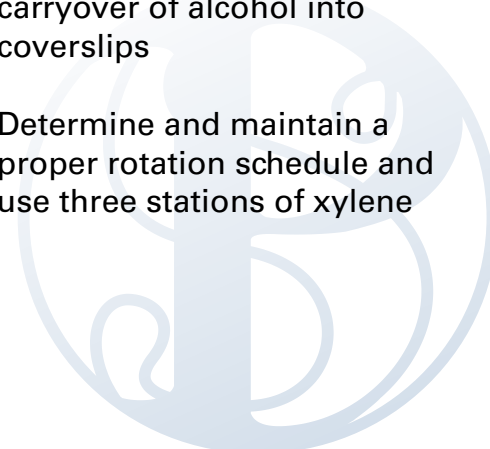 carryover of alcohol into
coverslips
Determine and maintain a
proper rotation schedule and
use three stations of xylene